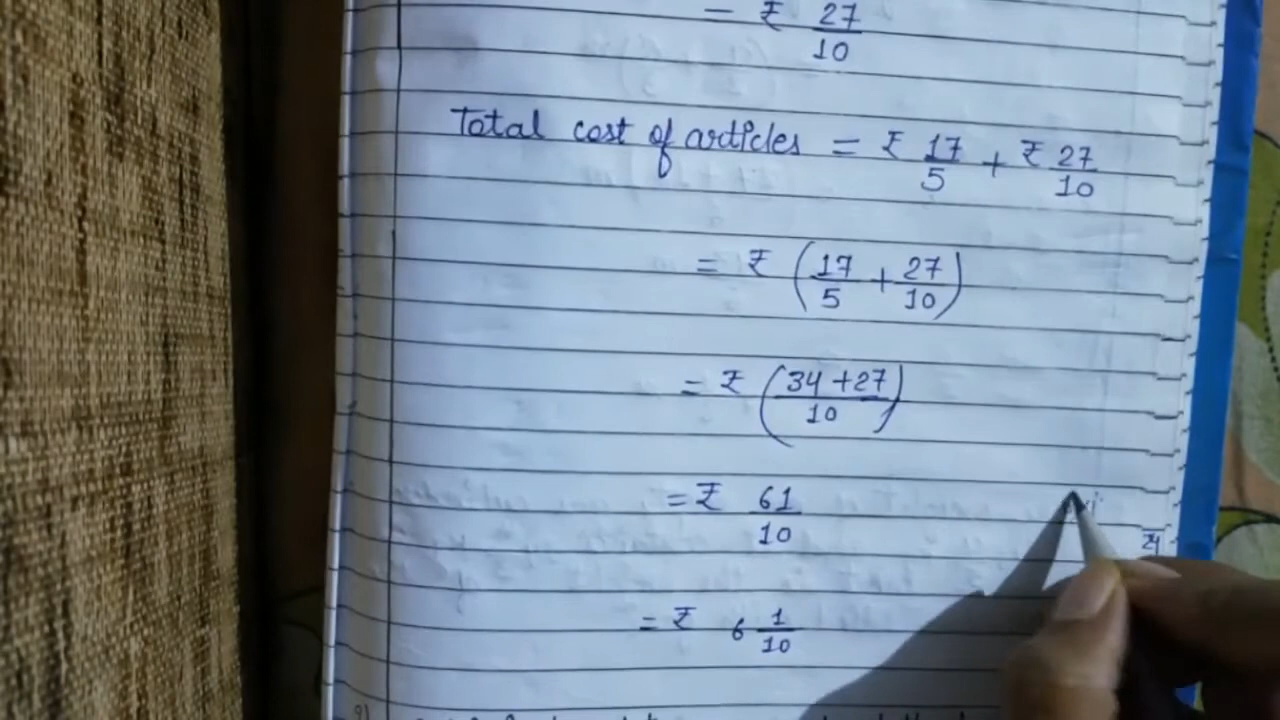 = ₹ 27/10
Total cost of articles = ₹ 17/5 + ₹ 27/10
= ₹ (17/5 + 27/10)
= ₹ (34 + 27/10)
= ₹ 61/10
= ₹ 6 1/10